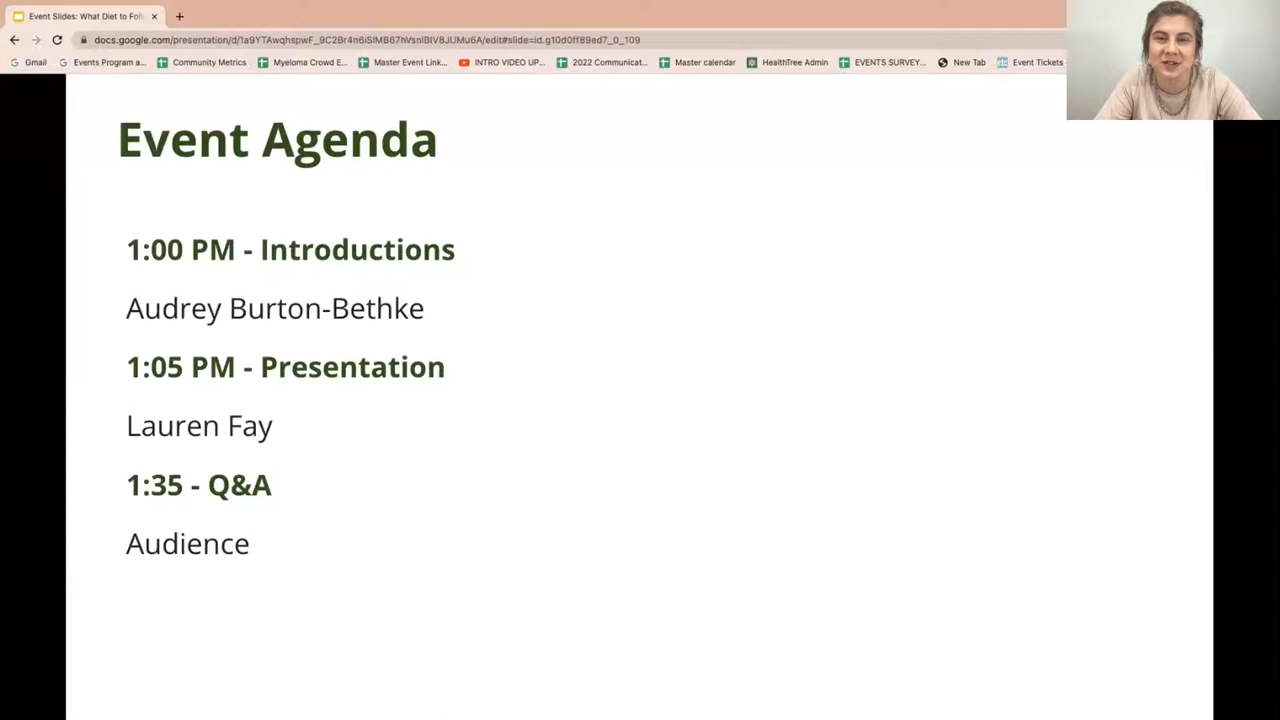 Event Slides: What Diet to Foll
docs.google.com/presentation/d/1a9YTAwqhspwF_9C2Br4n6iSIMB67hVsnIBIV8JUMu6A/edit#slide=id.g10d0ff89ed7_0_109
Gmail Events Program a... Community Metrics Myeloma Crowd E... Master Event Link... INTRO VIDEO UP... 2022 Communicat... Master calendar HealthTree Admin EVENTS SURVEY... New Tab Event Tickets
Event Agenda
1:00 PM - Introductions
Audrey Burton-Bethke
1:05 PM - Presentation
Lauren Fay
1:35 - Q&A
Audience